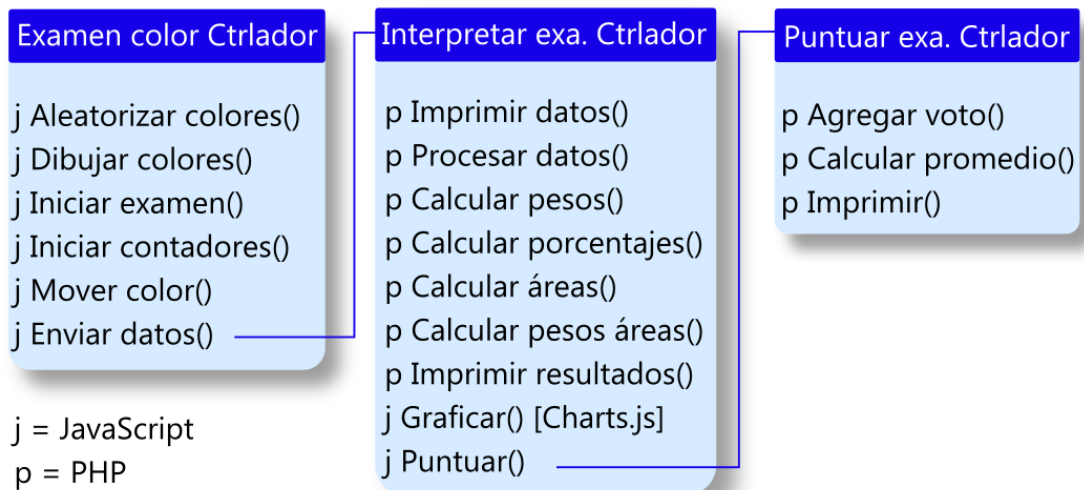 Examen color Ctrlador
j Aleatorizar colores()
j Dibujar colores()
j Iniciar examen()
j Iniciar contadores()
j Mover color()
j Enviar datos()
j = JavaScript
p = PHP
Interpretar exa. Ctrlador
p Imprimir datos()
p Procesar datos()
p Calcular pesos()
p Calcular porcentajes()
p Calcular áreas()
p Calcular pesos áreas()
p Imprimir resultados()
j Graficar() [Charts.js]
j Puntuar()
Puntuar exa. Ctrlador
p Agregar voto()
p Calcular promedio()
p Imprimir()